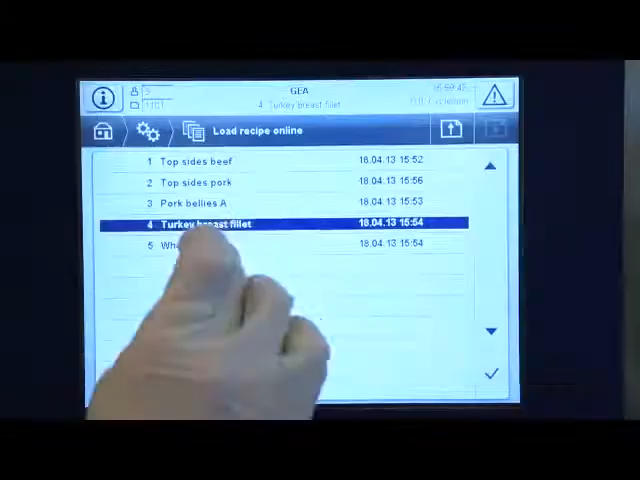 GEA
4 Turkey breast fillet
1101
Load recipe online
1 Top sides beef 18.04.13 15:52
2 Top sides pork 18.04.13 15:56
3 Pork bellies A 18.04.13 15:53
4 Turkey breast fillet 18.04.13 15:54
5 18.04.13 15:54